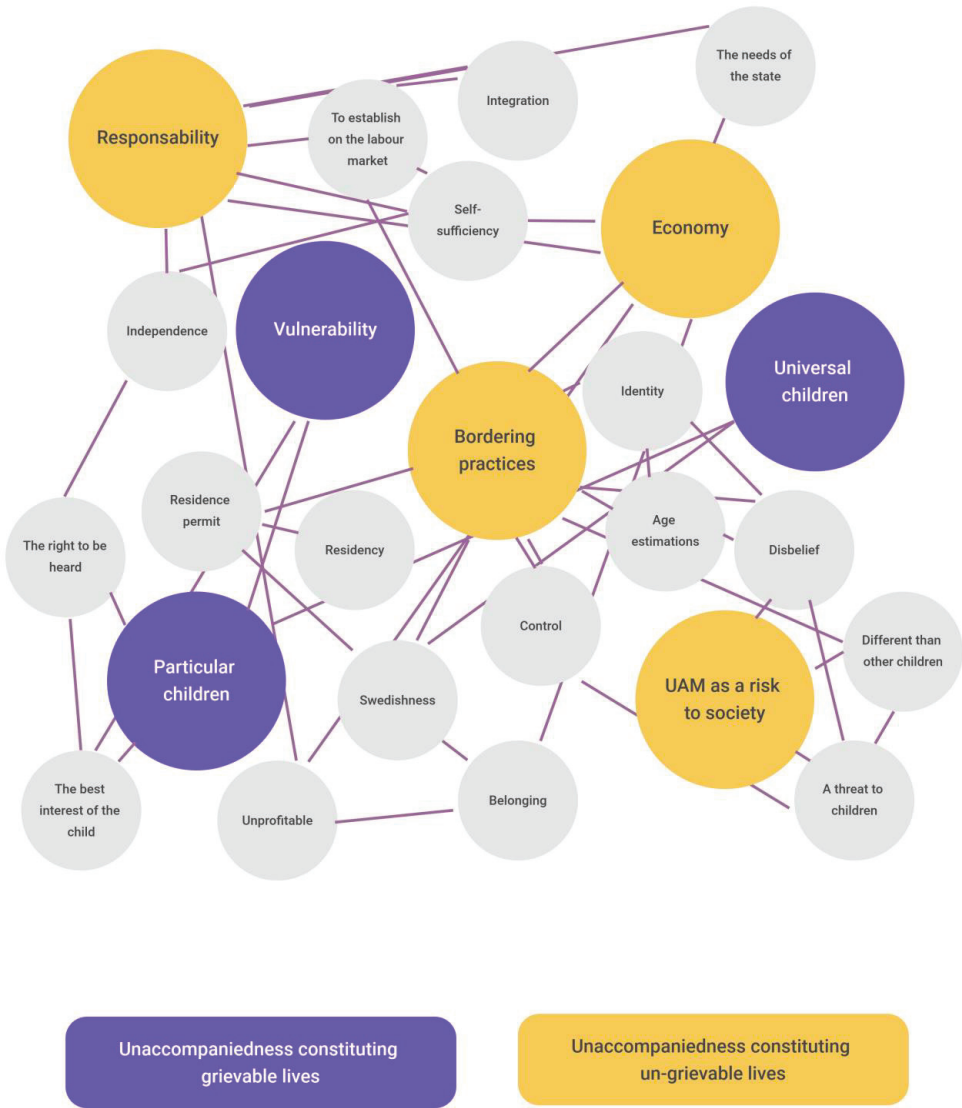 The needs of
the state
Integration
To establish
on the labour
market
Responsability
Self-
sufficiency
Economy
Independence
Vulnerability
Universal
children
Identity
Bordering
practices
Residence
permit
Residency
Age
estimations
Disbelief
The right to be
heard
Control
Different than
other children
Particular
children
Swedishness
UAM as a risk
to society
The best
interest of the
child
Unprofitable
Belonging
A threat to
children
Unaccompaniedness constituting
grievable lives
Unaccompaniedness constituting
un-grievable lives